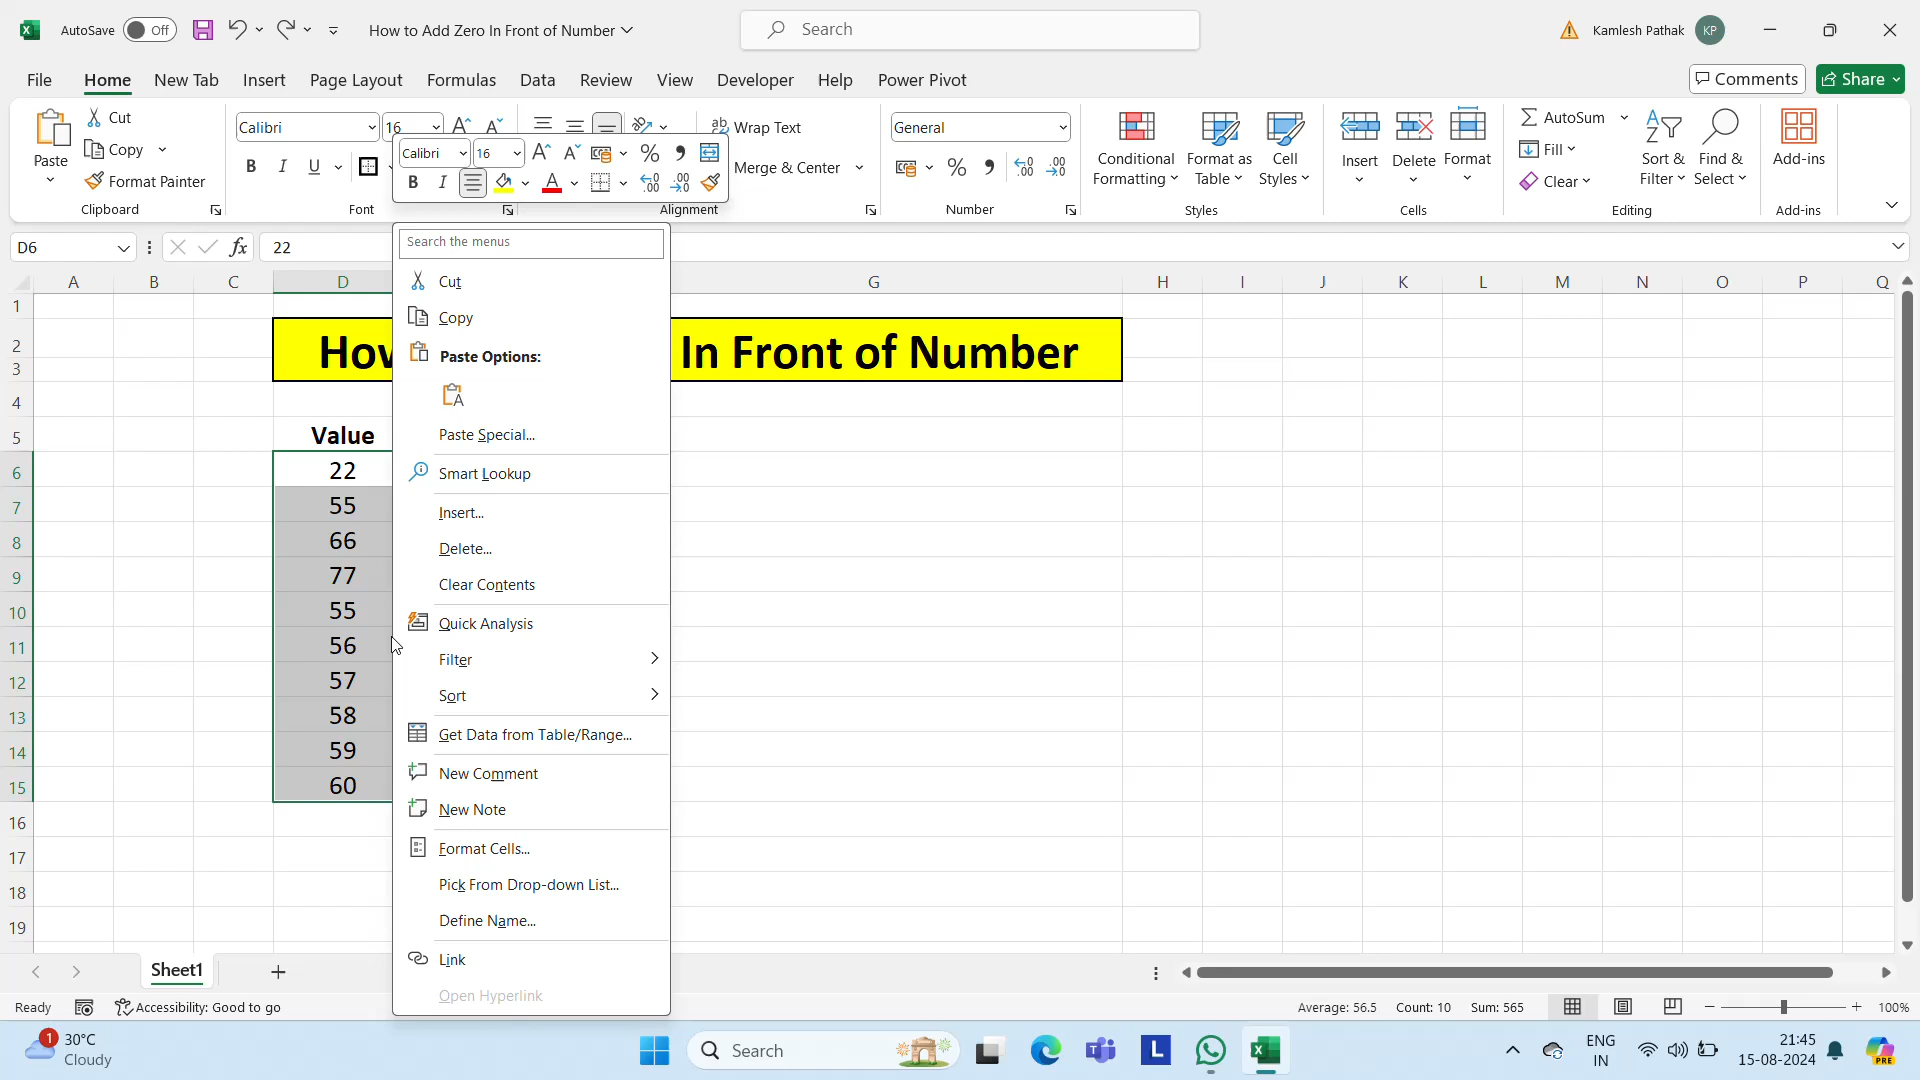 AutoSave Off How to Add Zero In Front of Number Search Kamlesh Pathak KP
File Home New Tab Insert Page Layout Formulas Data Review View Developer Help Power Pivot Comments Share
Paste Cut Copy Format Painter Clipboard
Calibri 16 B I U Font
Calibri 16 B I A
ab Wrap Text Merge & Center Alignment
General % Number
Conditional Formatting Format as Table Cell Styles Styles
Insert Delete Format Cells
AutoSum Fill Clear Sort & Filter Find & Select Editing
Add-ins Add-ins
D6 fx 22
A B C D G H I J K L M N O P Q
1
2 How In Front of Number
3
4
5 Value
6 22
7 55
8 66
9 77
10 55
11 56
12 57
13 58
14 59
15 60
16
17
18
19
Search the menus
Cut
Copy
Paste Options:
Paste Special...
Smart Lookup
Insert...
Delete...
Clear Contents
Quick Analysis
Filter
Sort
Get Data from Table/Range...
New Comment
New Note
Format Cells...
Pick From Drop-down List...
Define Name...
Link
Open Hyperlink
Sheet1
Ready Accessibility: Good to go Average: 56.5 Count: 10 Sum: 565 100%
1 30°C
Cloudy
Search
L
ENG
IN
21:45
15-08-2024
PRE